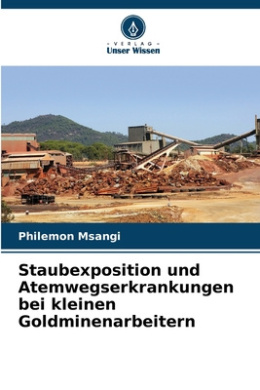 VERLAG
Unser Wissen
Philemon Msangi
Staubexposition und
Atemwegserkrankungen
bei kleinen
Goldminenarbeitern